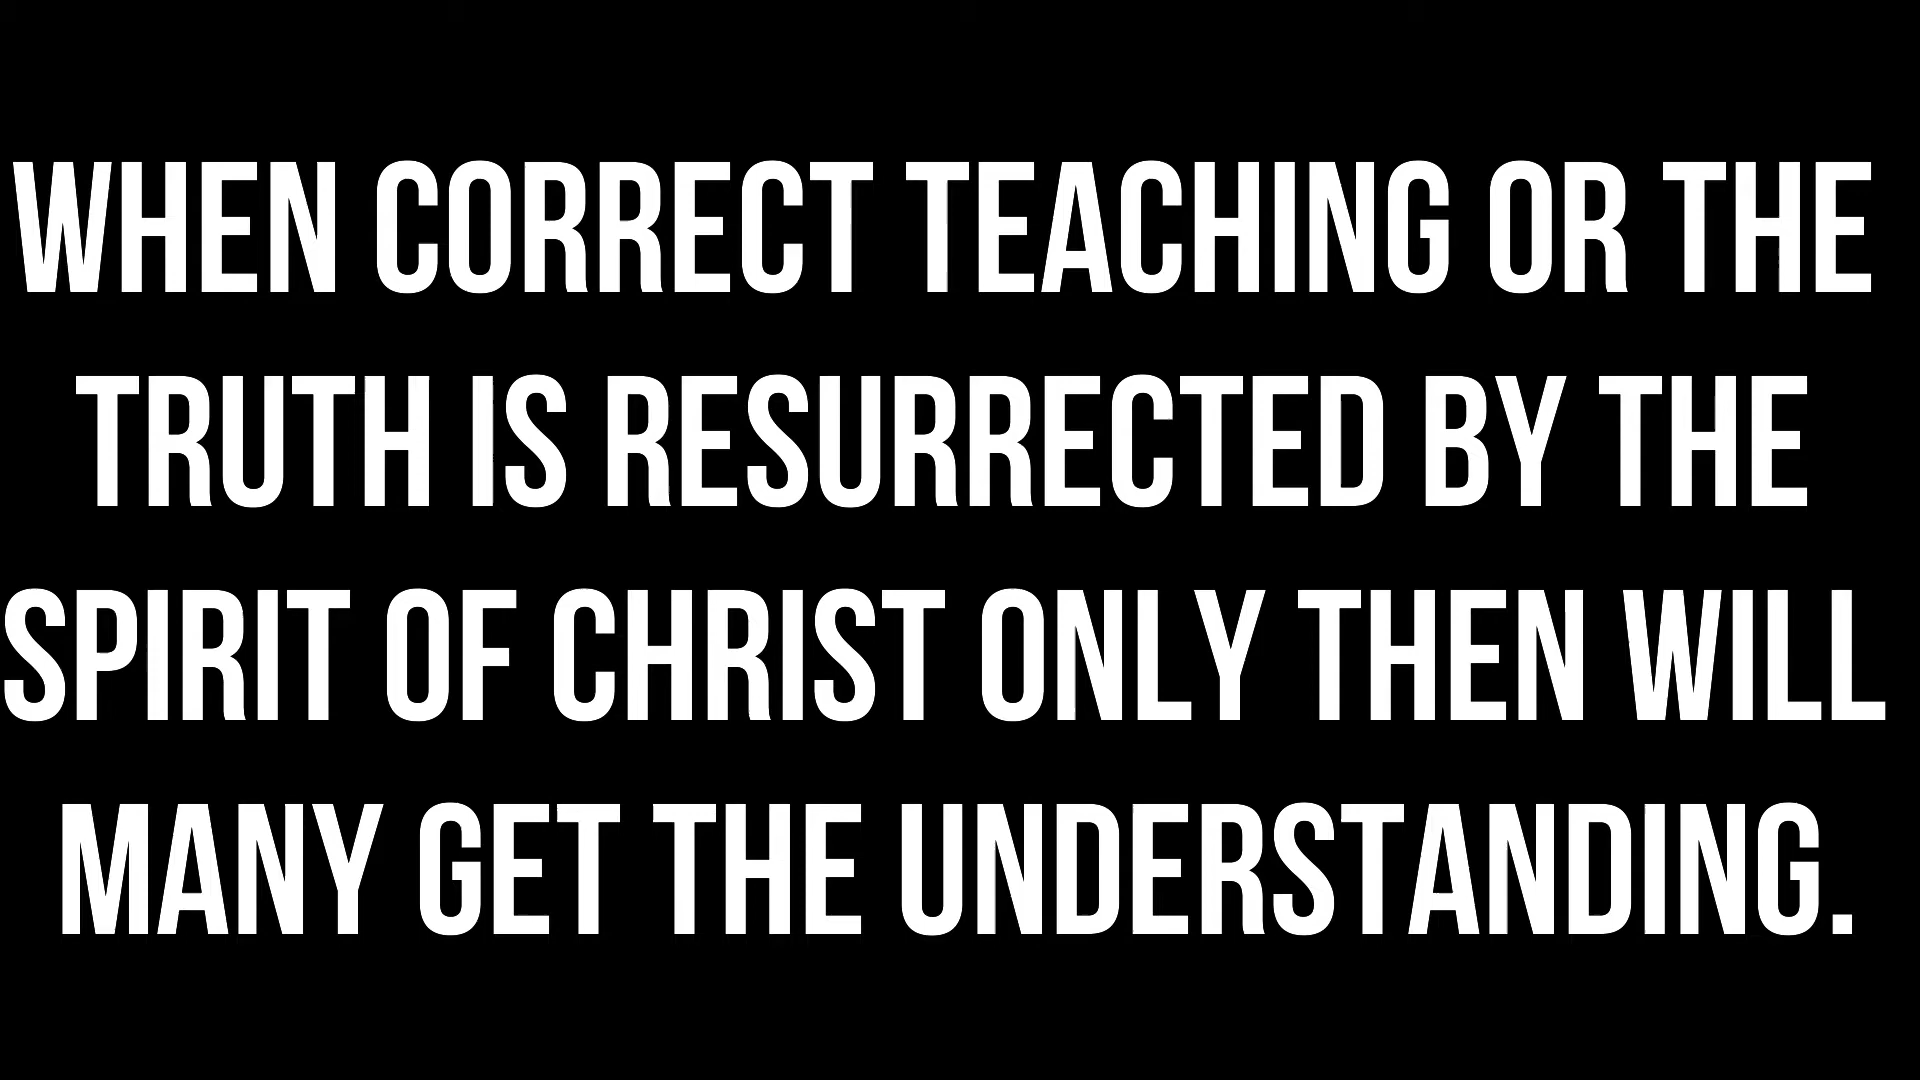 WHEN CORRECT TEACHING OR THE
TRUTH IS RESURRECTED BY THE
SPIRIT OF CHRIST ONLY THEN WILL
MANY GET THE UNDERSTANDING.